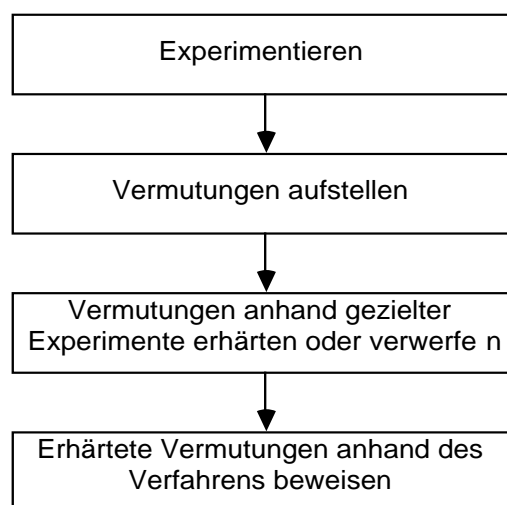 Experimentieren
Vermutungen aufstellen
Vermutungen anhand gezielter
Experimente erhärten oder verwerfe n
Erhärtete Vermutungen anhand des
Verfahrens beweisen